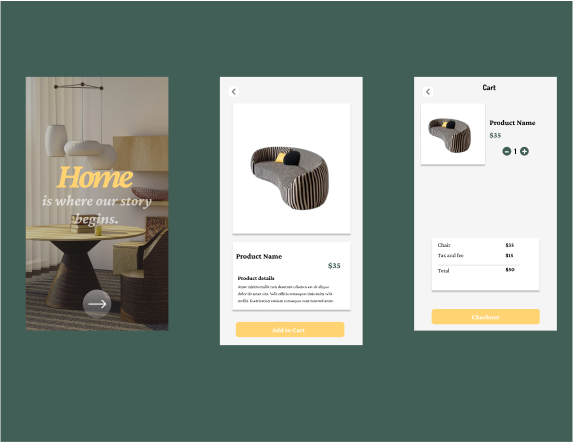 Home
is where our story
begins.
Product Name
$35
Product details
Add to Cart
Cart
Product Name
$35
1
Chair $35
Tax and fee $15
Total $50
Checkout